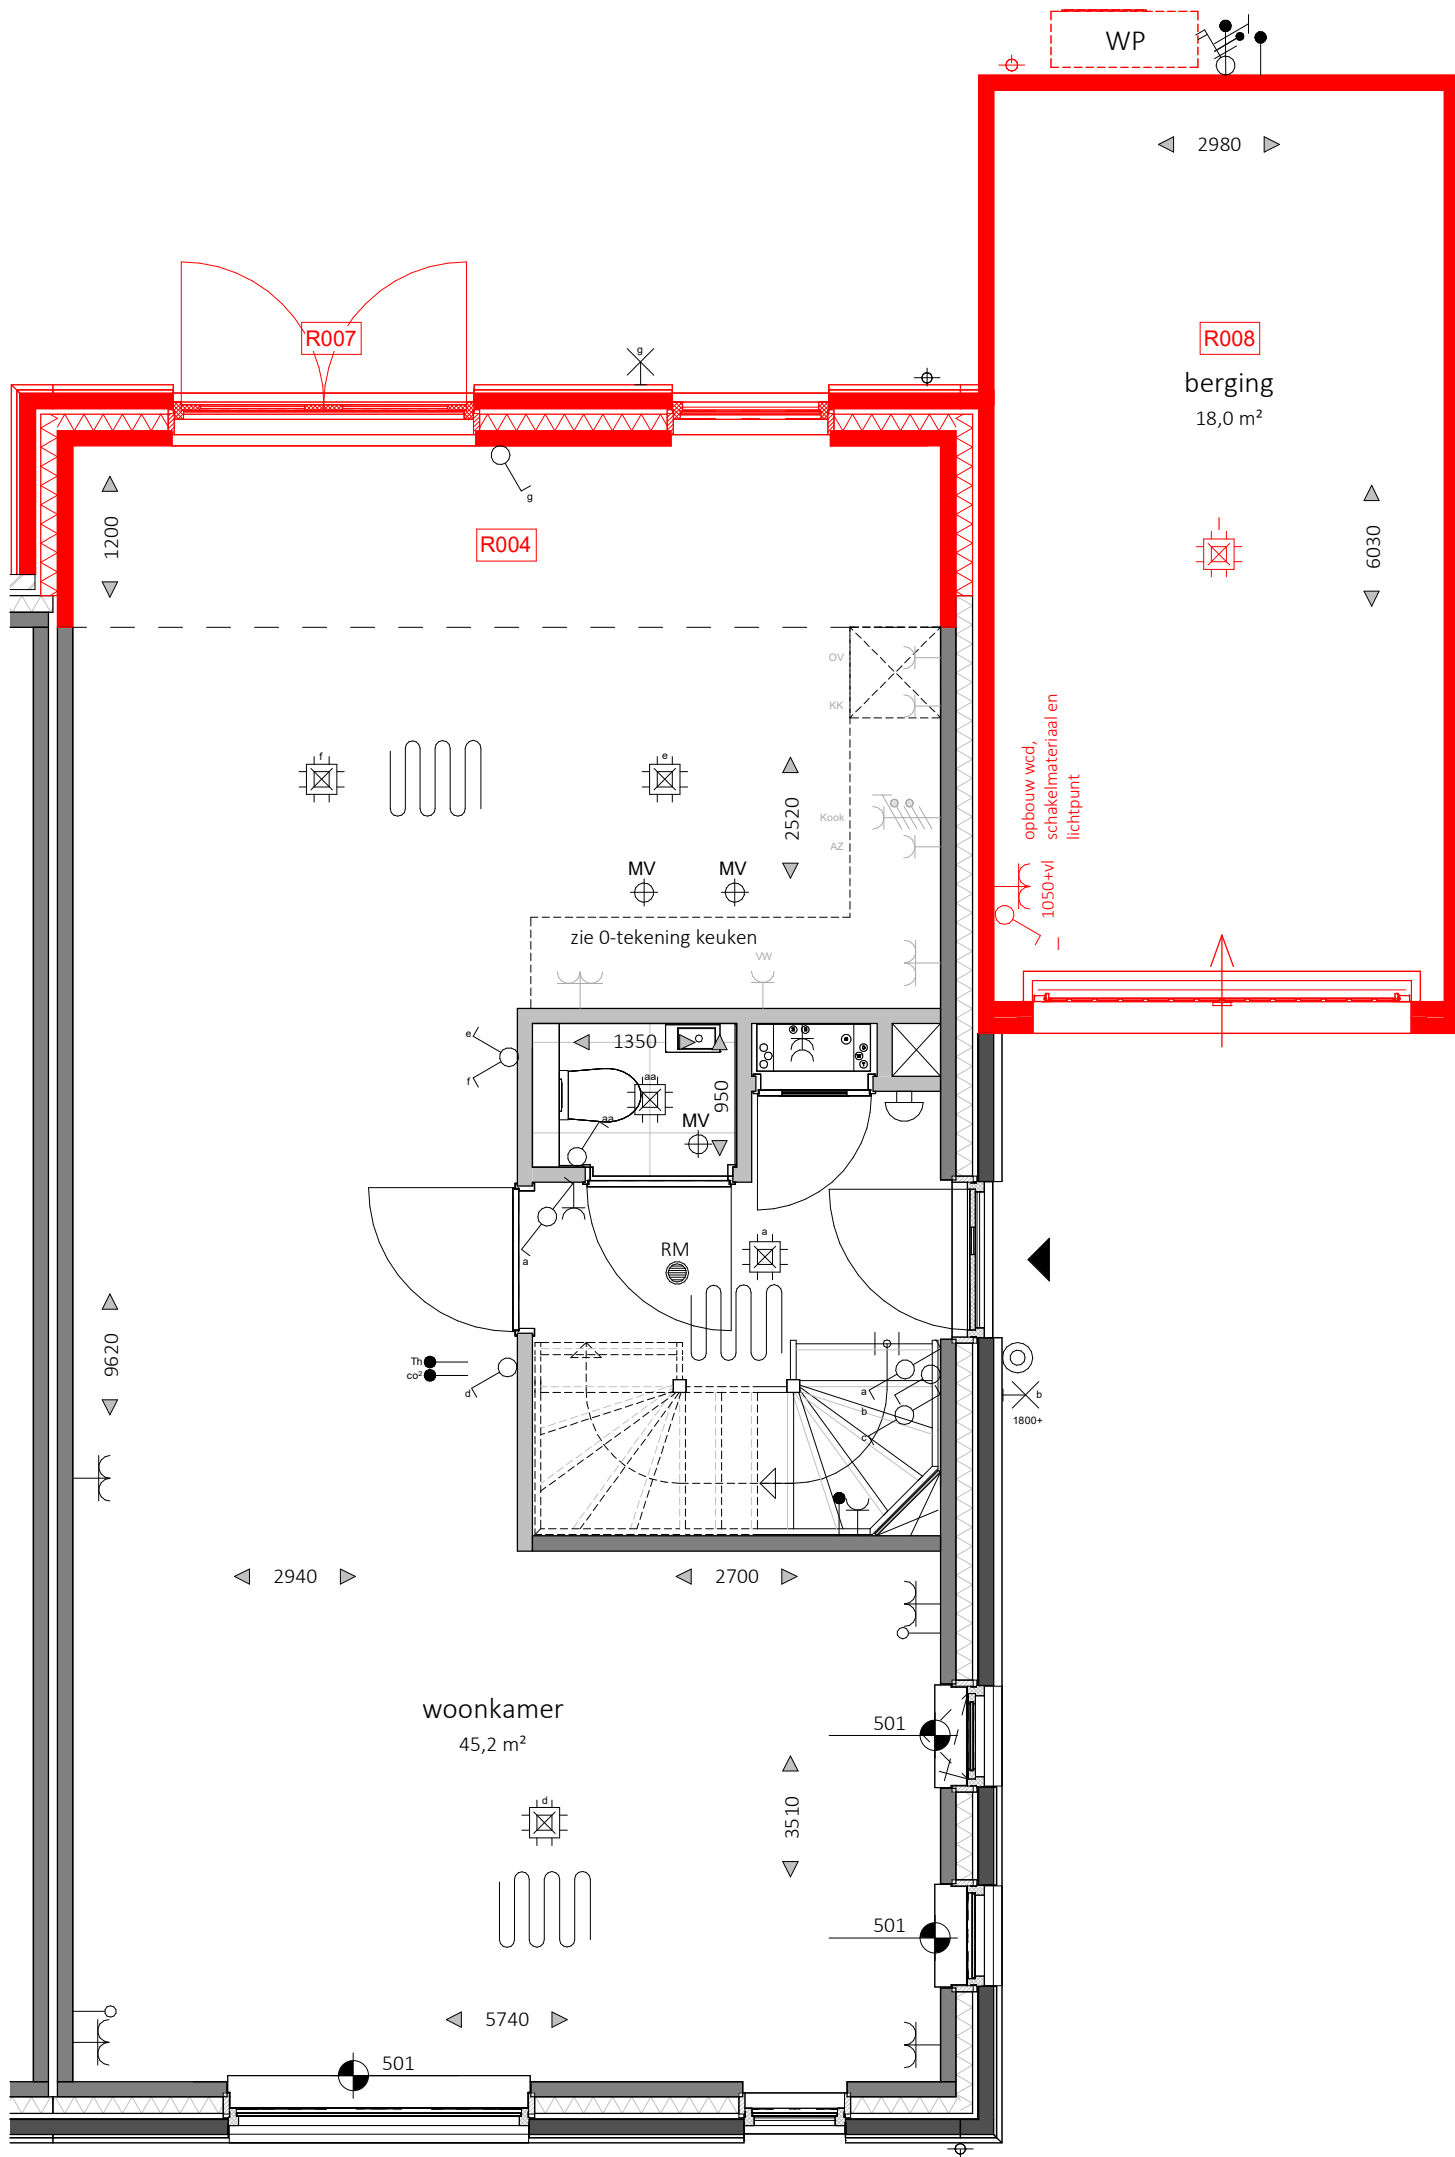 WP
2980
R007
R008
berging
18,0 m²
g
g
1200
R004
6030
OV
KK
f
e
2520
Kook
AZ
opbouw wcd,
schakelmateriaal en
lichtpunt
1050+vl
MV
MV
zie 0-tekening keuken
VW
e
f
1350
aa
950
aa
MV
a
RM
a
9620
Th
co²
d
a
b
c
b
1800+
2940
2700
woonkamer
45,2 m²
501
3510
d
501
5740
501